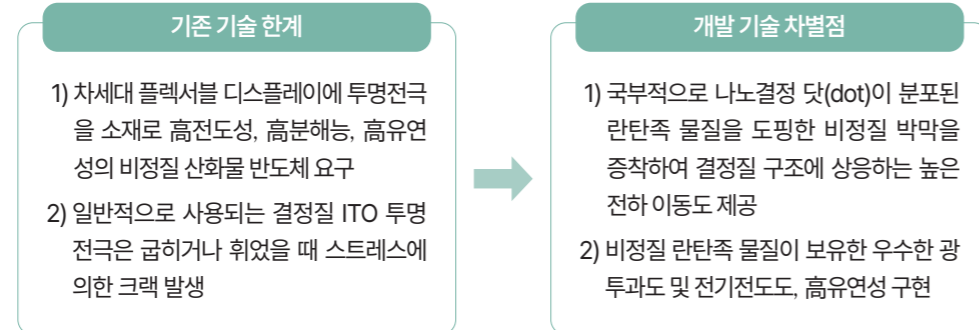 기존 기술 한계
1) 차세대 플렉서블 디스플레이에 투명전극
을 소재로 高전도성, 高분해능, 高유연
성의 비정질 산화물 반도체 요구
2) 일반적으로 사용되는 결정질 ITO 투명
전극은 굽히거나 휘었을 때 스트레스에
의한 크랙 발생
개발 기술 차별점
1) 국부적으로 나노결정 닷(dot)이 분포된
란탄족 물질을 도핑한 비정질 박막을
증착하여 결정질 구조에 상응하는 높은
전하 이동도 제공
2) 비정질 란탄족 물질이 보유한 우수한 광
투과도 및 전기전도도, 高유연성 구현